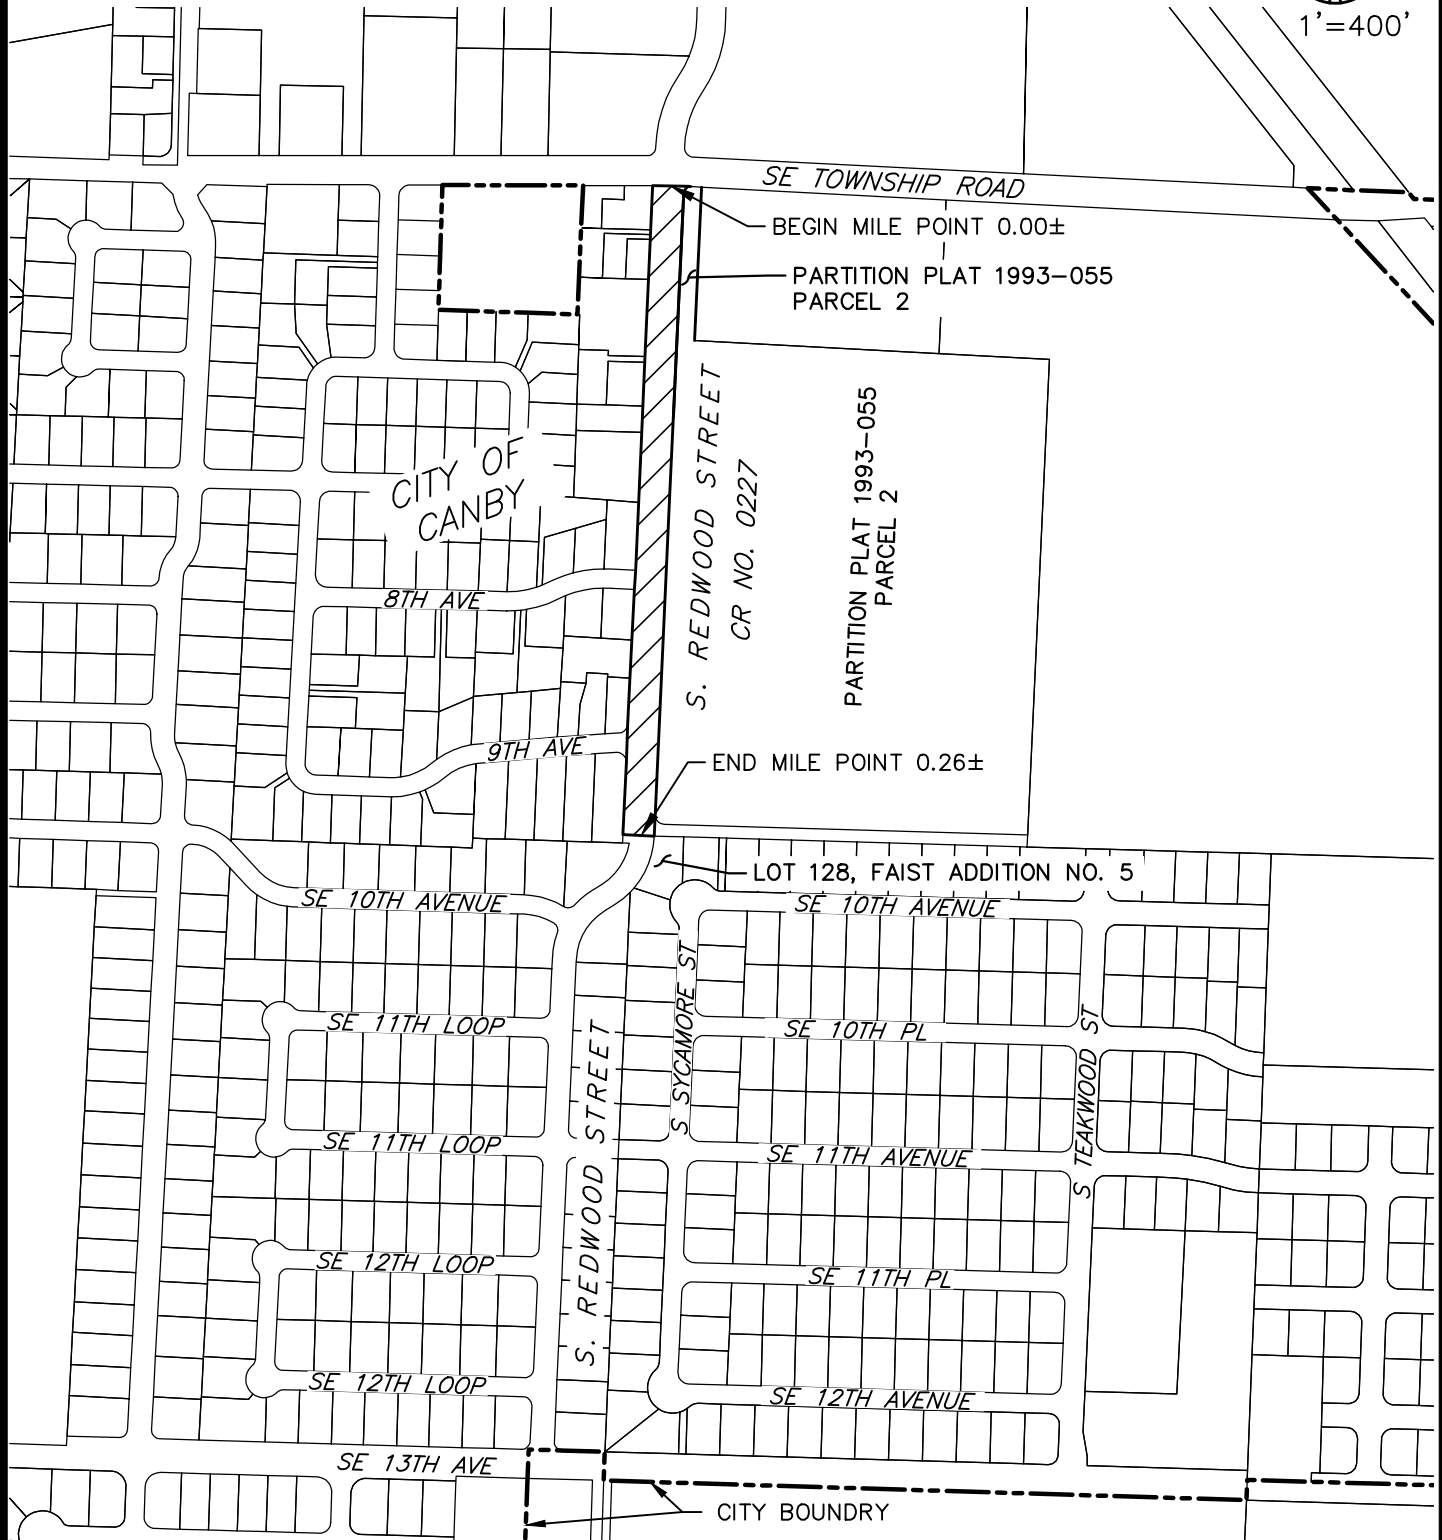 1'=400'
SE TOWNSHIP ROAD
BEGIN MILE POINT 0.00±
PARTITION PLAT 1993-055
PARCEL 2
S. REDWOOD STREET
CR NO. 0227
PARTITION PLAT 1993-055
PARCEL 2
CITY OF
CANBY
8TH AVE
9TH AVE
END MILE POINT 0.26±
LOT 128, FAIST ADDITION NO. 5
SE 10TH AVENUE
SE 10TH AVENUE
S SYCAMORE ST
SE 11TH LOOP
SE 10TH PL
S TEAKWOOD ST
S. REDWOOD STREET
SE 11TH LOOP
SE 11TH AVENUE
SE 12TH LOOP
SE 11TH PL
SE 12TH LOOP
SE 12TH AVENUE
SE 13TH AVE
CITY BOUNDRY